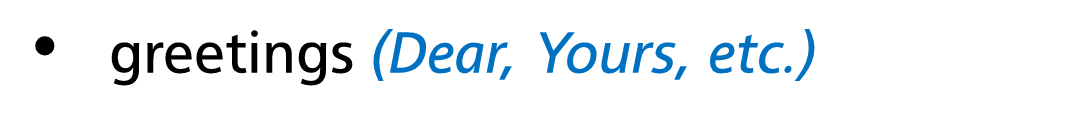 • greetings (Dear, Yours, etc.)